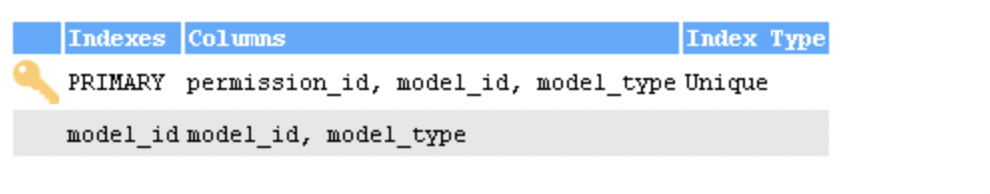 Indexes Columns Index Type
PRIMARY permission_id, model_id, model_type Unique
model_id model_id, model_type